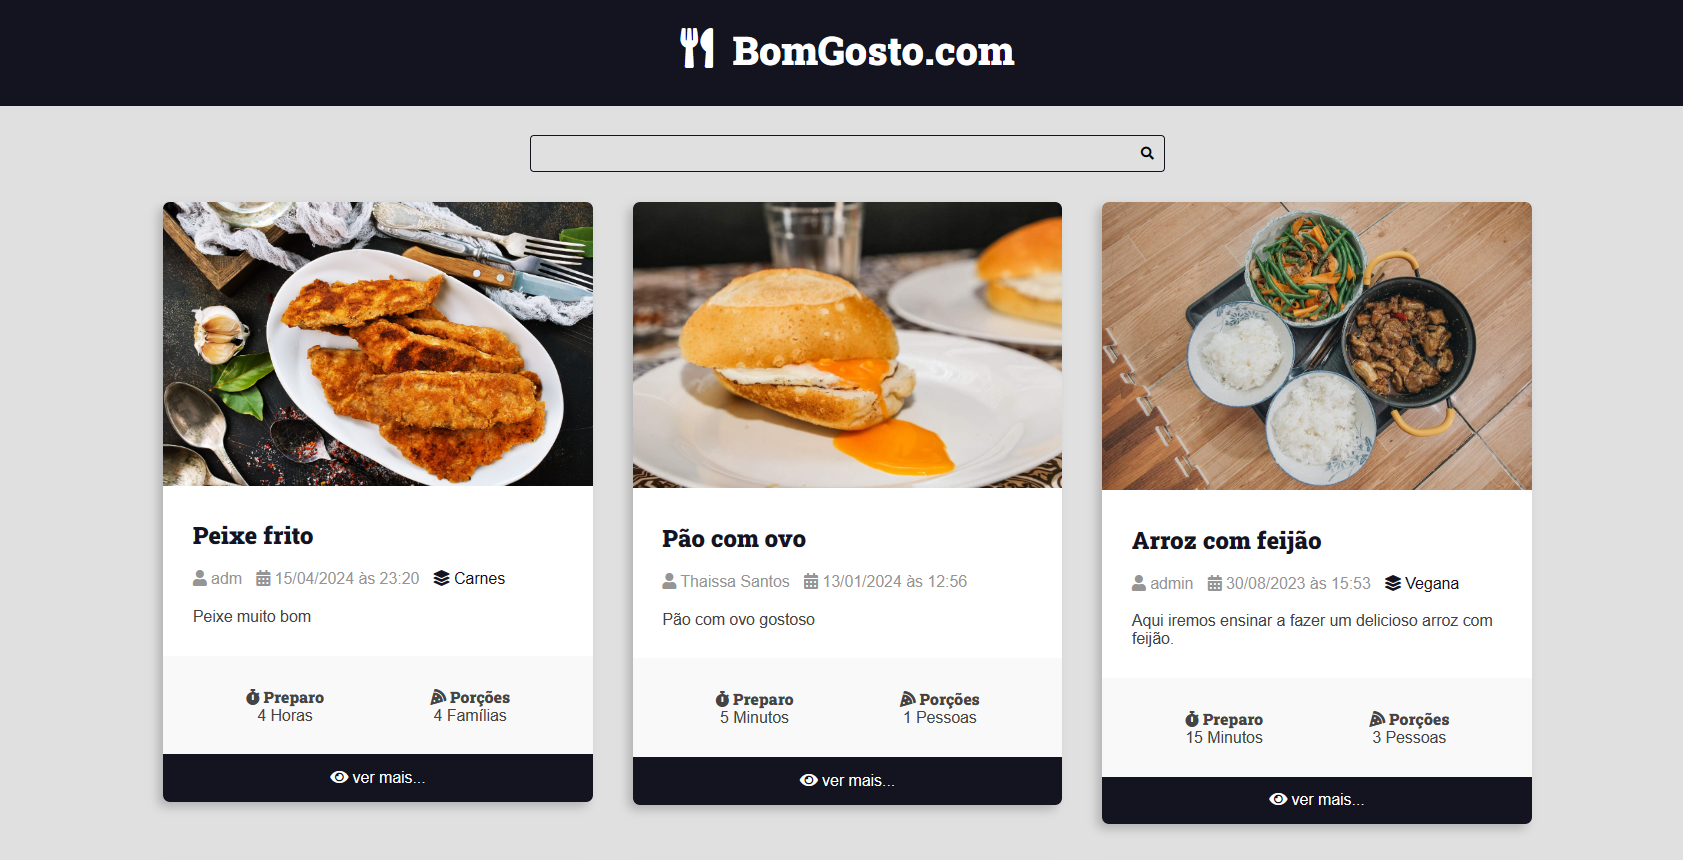 BomGosto.com
Peixe frito
adm 15/04/2024 às 23:20 Carnes
Peixe muito bom
Preparo
4 Horas
Porções
4 Famílias
ver mais...
Pão com ovo
Thaissa Santos 13/01/2024 às 12:56
Pão com ovo gostoso
Preparo
5 Minutos
Porções
1 Pessoas
ver mais...
Arroz com feijão
admin 30/08/2023 às 15:53 Vegana
Aqui iremos ensinar a fazer um delicioso arroz com
feijão.
Preparo
15 Minutos
Porções
3 Pessoas
ver mais...